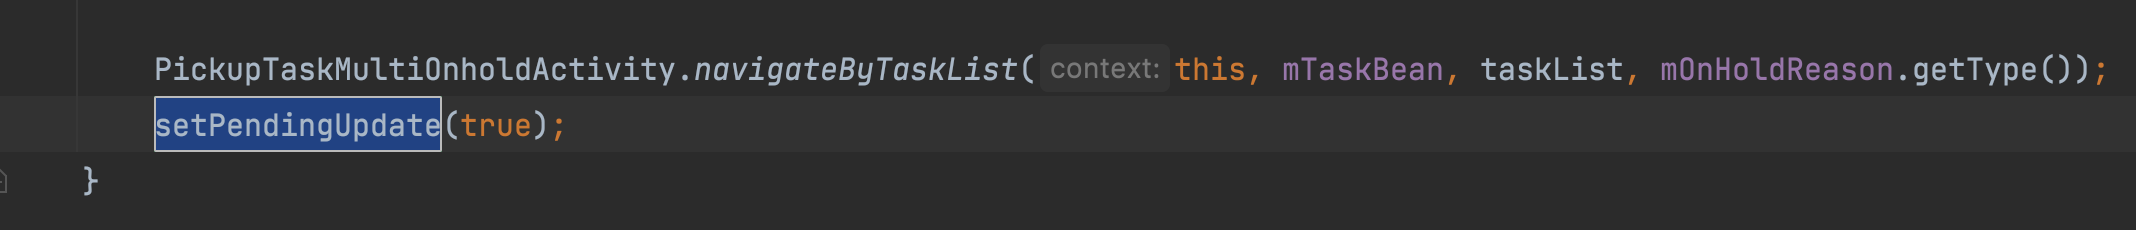 PickupTaskMultiOnholdActivity.navigateByTaskList( context: this, mTaskBean, taskList, mOnHoldReason.getType());
setPendingUpdate(true);
}